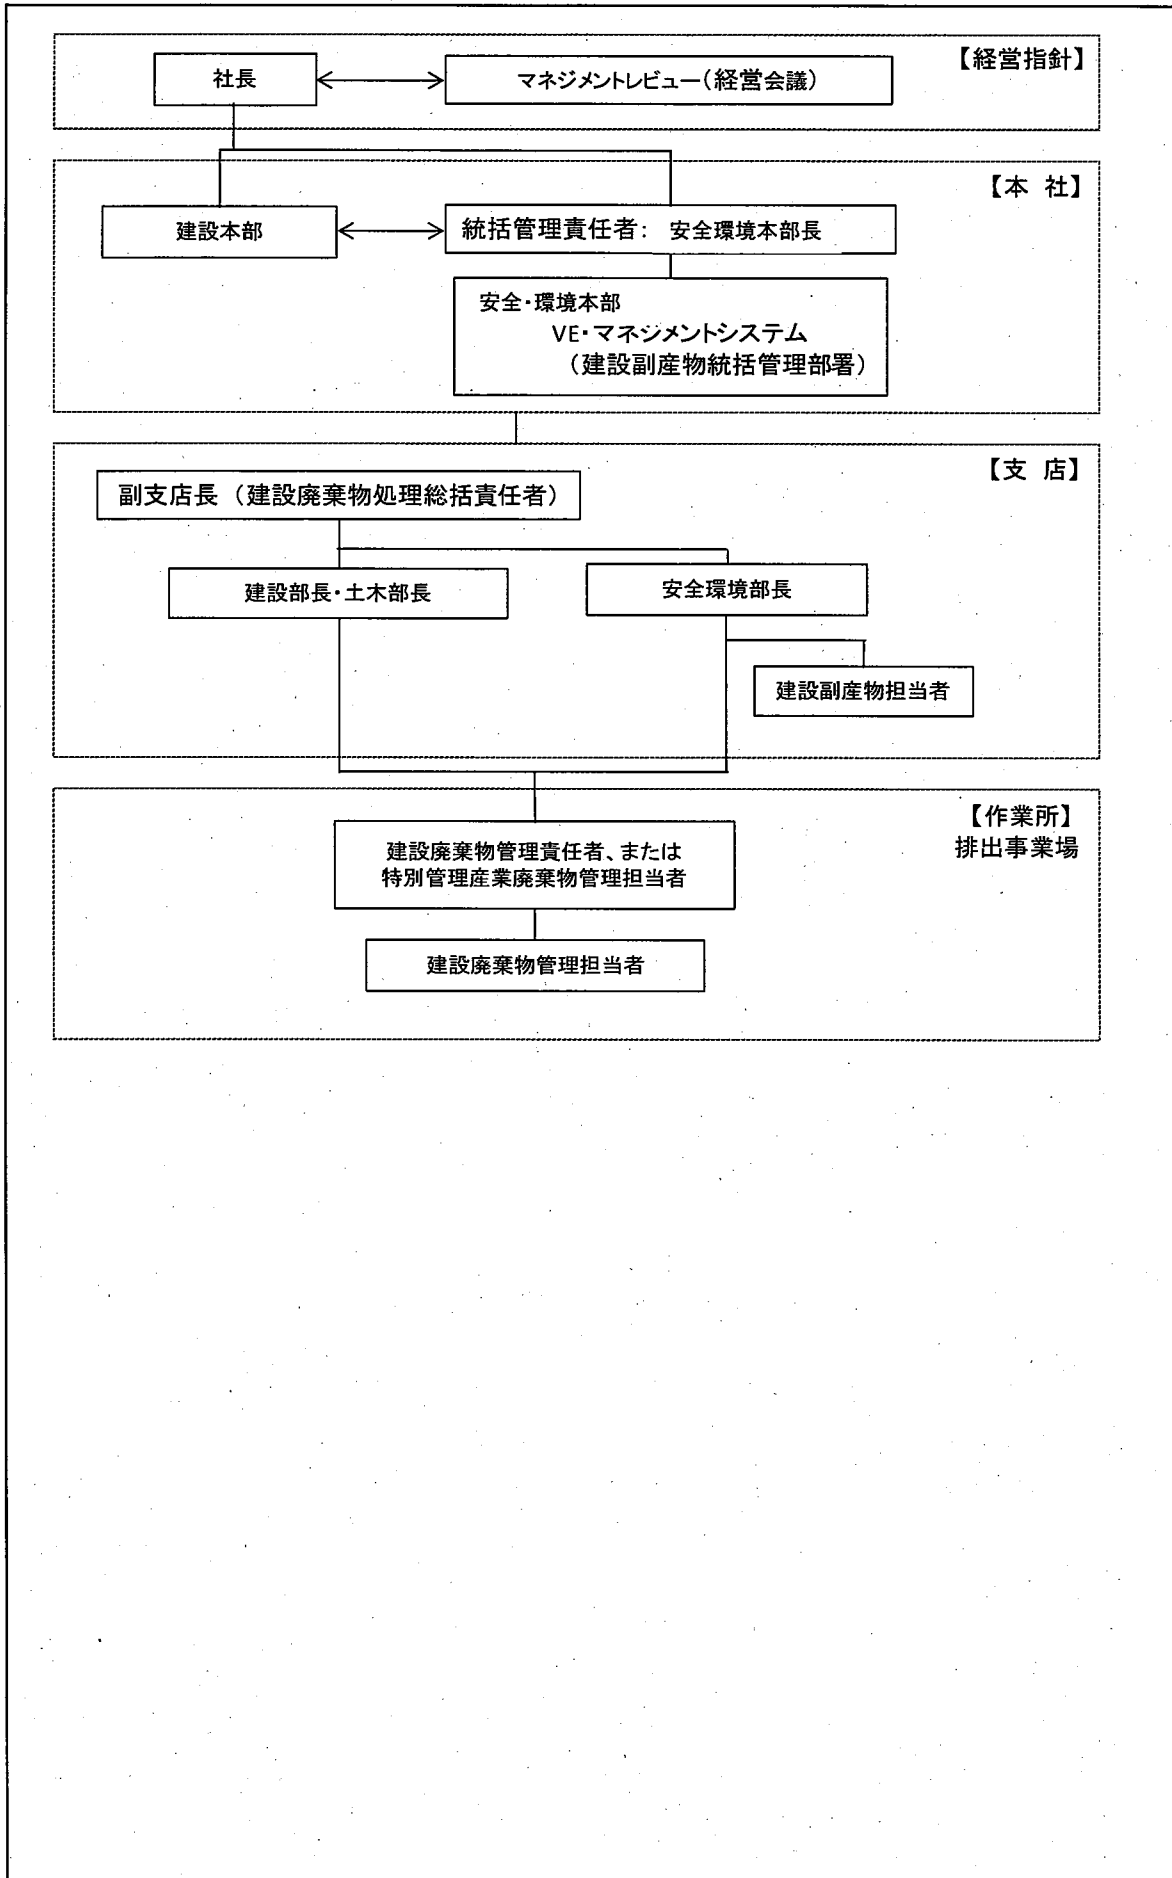 【経営指針】
社長
マネジメントレビュー(経営会議)
【本 社】
建設本部
統括管理責任者: 安全環境本部長
安全・環境本部
VE・マネジメントシステム
(建設副産物統括管理部署)
【支 店】
副支店長 (建設廃棄物処理総括責任者)
建設部長・土木部長
安全環境部長
建設副産物担当者
【作業所】
排出事業場
建設廃棄物管理責任者、または
特別管理産業廃棄物管理担当者
建設廃棄物管理担当者